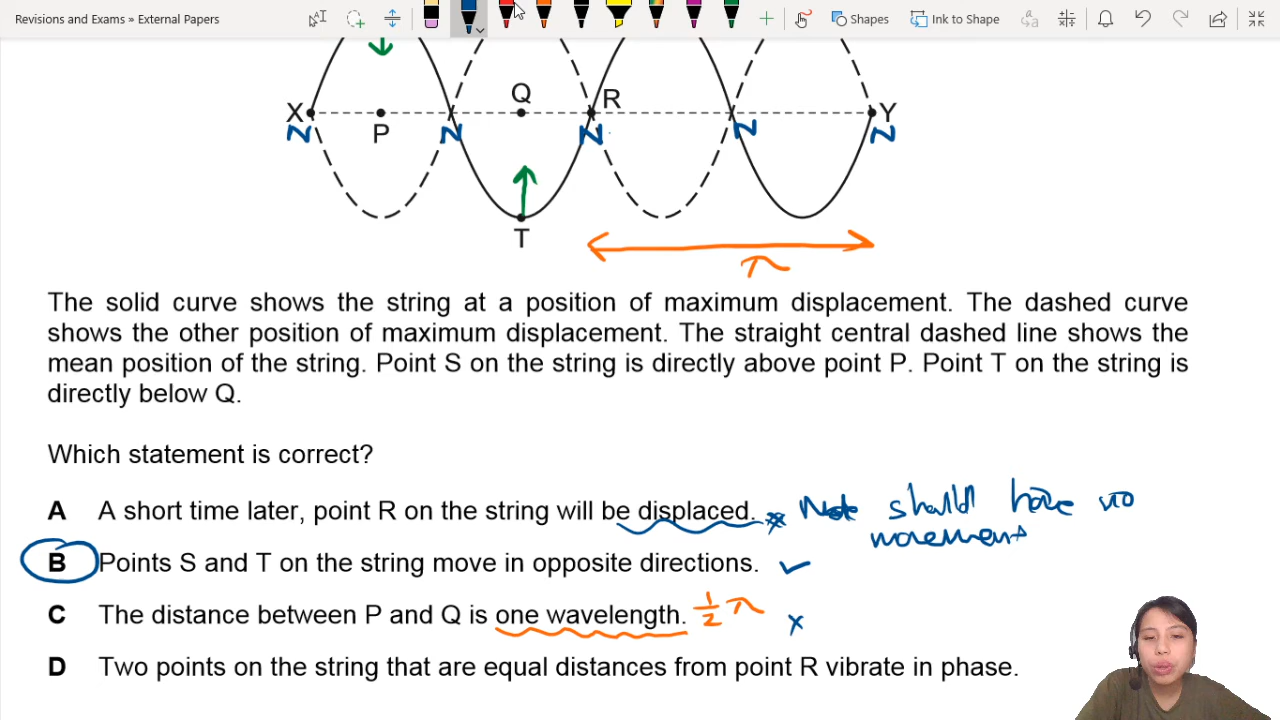 Revisions and Exams » External Papers
Shapes
Ink to Shape
Q
R
X
Y
P
N N N N N
T
λ
The solid curve shows the string at a position of maximum displacement. The dashed curve
shows the other position of maximum displacement. The straight central dashed line shows the
mean position of the string. Point S on the string is directly above point P. Point T on the string is
directly below Q.
Which statement is correct?
A A short time later, point R on the string will be displaced. x Not should have no
movement
B Points S and T on the string move in opposite directions. ✓
C The distance between P and Q is one wavelength. 1/2 λ x
D Two points on the string that are equal distances from point R vibrate in phase.